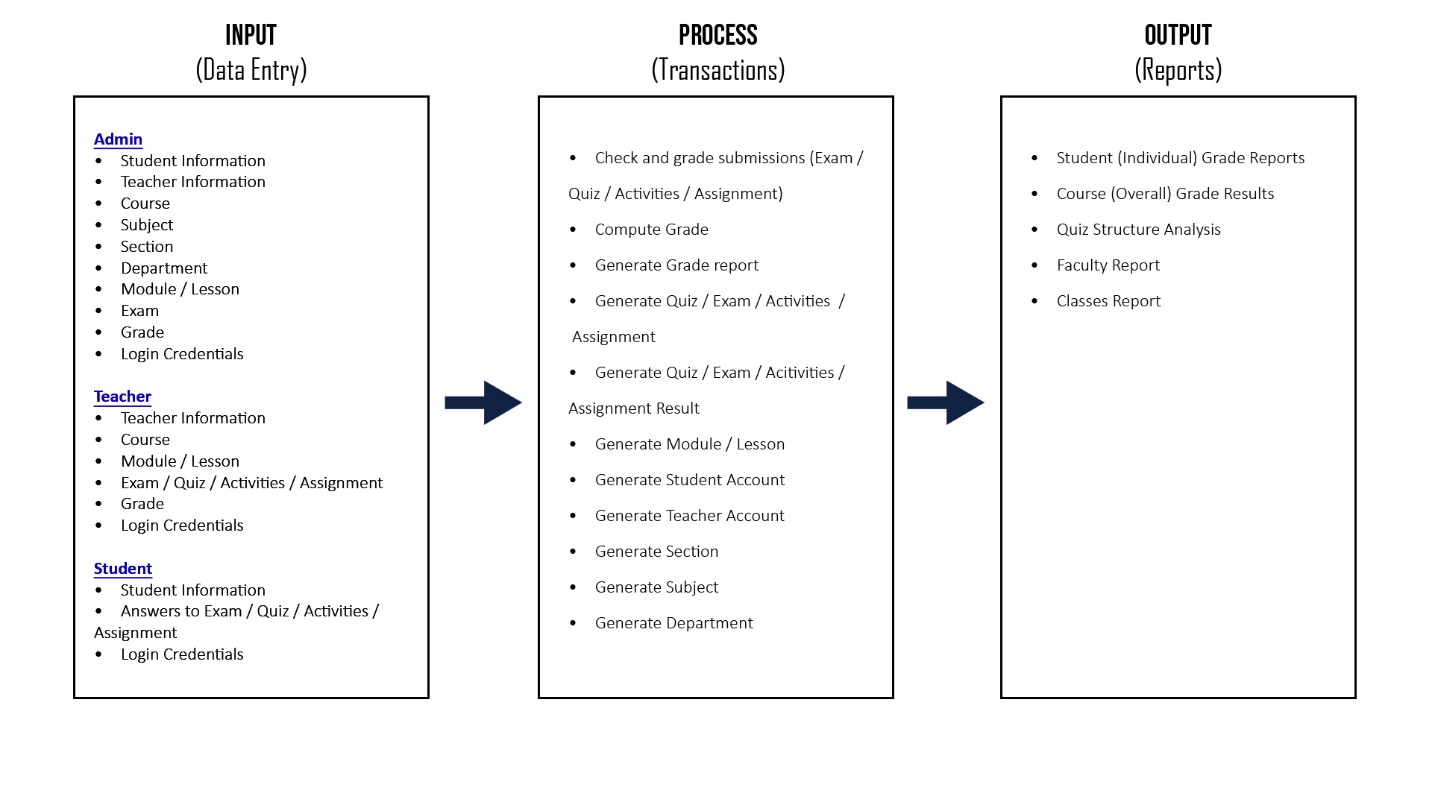 INPUT
(Data Entry)
Admin
• Student Information
• Teacher Information
• Course
• Subject
• Section
• Department
• Module / Lesson
• Exam
• Grade
• Login Credentials
Teacher
• Teacher Information
• Course
• Module / Lesson
• Exam / Quiz / Activities / Assignment
• Grade
• Login Credentials
Student
• Student Information
• Answers to Exam / Quiz / Activities /
Assignment
• Login Credentials
PROCESS
(Transactions)
• Check and grade submissions (Exam /
Quiz / Activities / Assignment)
• Compute Grade
• Generate Grade report
• Generate Quiz / Exam / Activities /
Assignment
• Generate Quiz / Exam / Acitivities /
Assignment Result
• Generate Module / Lesson
• Generate Student Account
• Generate Teacher Account
• Generate Section
• Generate Subject
• Generate Department
OUTPUT
(Reports)
• Student (Individual) Grade Reports
• Course (Overall) Grade Results
• Quiz Structure Analysis
• Faculty Report
• Classes Report